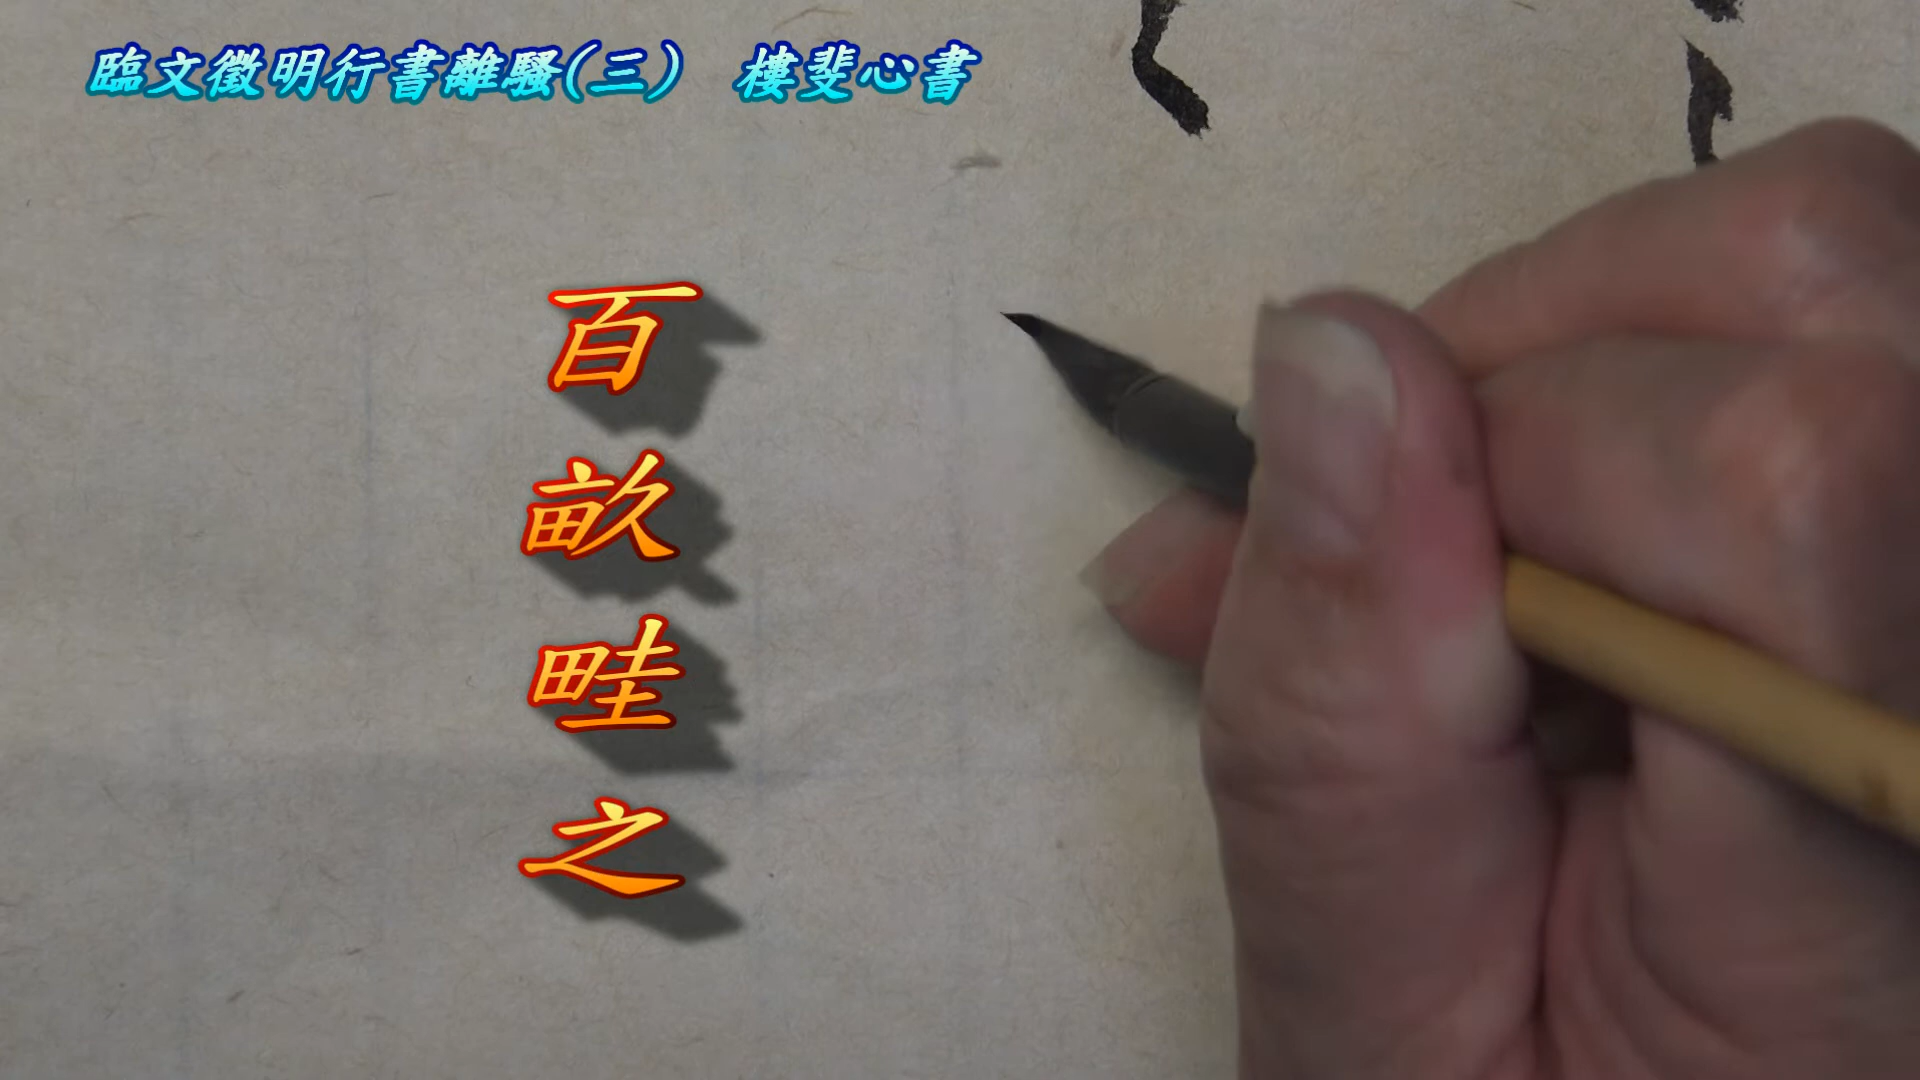 臨文徵明行書離騷(三) 樓斐心書
百
畝
畦
之